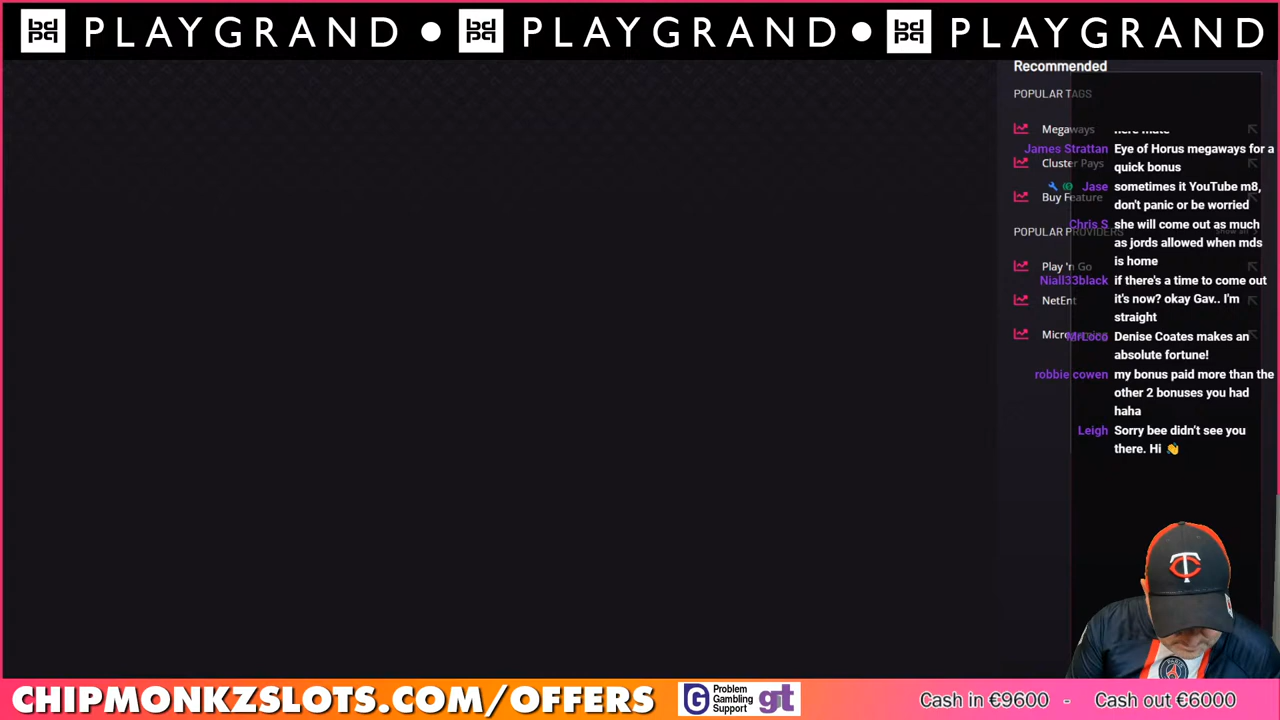 PLAYGRAND PLAYGRAND PLAYGRAND
Recommended
POPULAR TAGS
Megaways
Cluster Pays
Buy Feature
POPULAR PROVIDERS
Play 'n Go
NetEnt
James Strattan Eye of Horus megaways for a
quick bonus
Jase sometimes it YouTube m8,
don't panic or be worried
Chris S she will come out as much
as jords allowed when mds
is home
Niall33black if there's a time to come out
it's now? okay Gav.. I'm
straight
MrLoco Denise Coates makes an
absolute fortune!
robbie cowen my bonus paid more than the
other 2 bonuses you had
haha
Leigh Sorry bee didn't see you
there. Hi 👋
CHIPMONKZSLOTS.COM/OFFERS
Problem
Gambling
Support
gt
Cash in €9600 - Cash out €6000